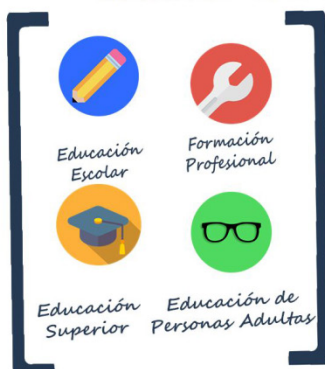 Educación
Escolar
Formación
Profesional
Educación
Superior
Educación de
Personas Adultas